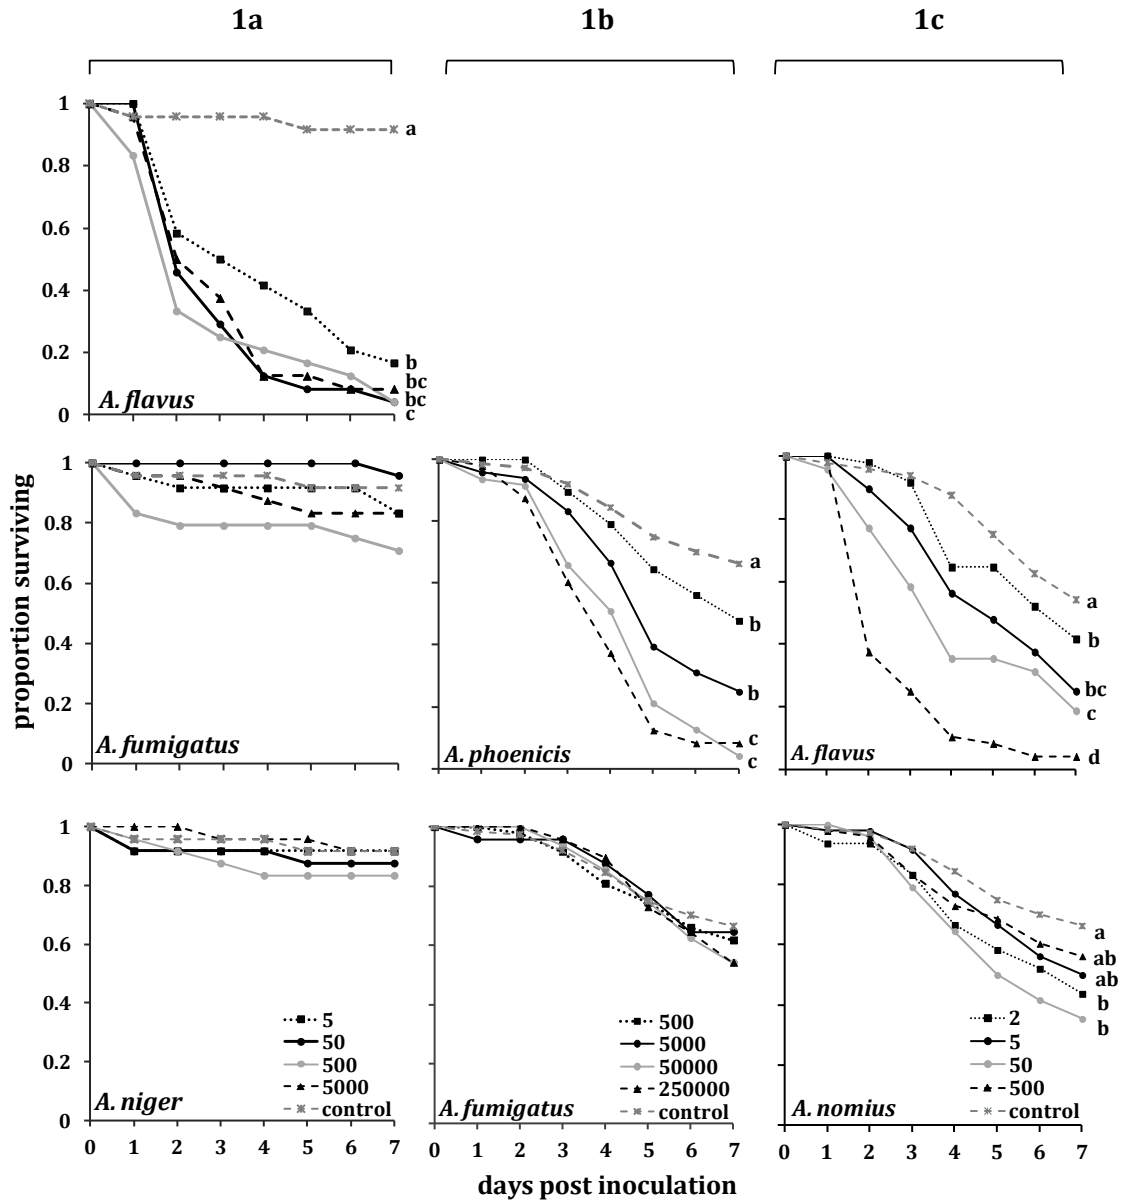 1a 1b 1c
1
0.8
0.6
0.4
0.2
0
a
b
bc
bc
c
A. flavus
proportion surviving
1
0.8
0.6
0.4
0.2
0
A. fumigatus
a
b
b
c
c
A. phoenicis
a
b
bc
c
d
A. flavus
1
0.8
0.6
0.4
0.2
0
5
50
500
5000
control
A. niger
0 1 2 3 4 5 6 7
500
5000
50000
250000
control
A. fumigatus
0 1 2 3 4 5 6 7
a
ab
ab
b
b
2
5
50
500
control
A. nomius
0 1 2 3 4 5 6 7
days post inoculation